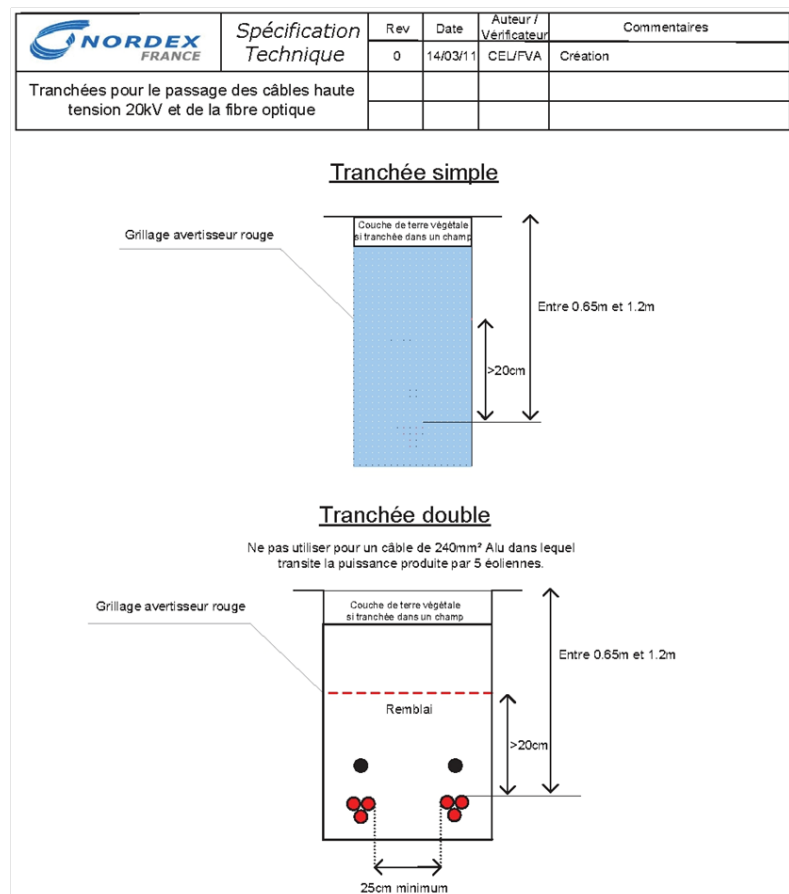 NORDEX
FRANCE
Spécification
Technique
Rev
Date
Auteur /
Vérificateur
Commentaires
0
14/03/11
CEL/FVA
Création
Tranchées pour le passage des câbles haute
tension 20kV et de la fibre optique
Tranchée simple
Couche de terre végétale
si tranchée dans un champ
Grillage avertisseur rouge
Entre 0.65m et 1.2m
>20cm
Tranchée double
Ne pas utiliser pour un câble de 240mm² Alu dans lequel
transite la puissance produite par 5 éoliennes.
Grillage avertisseur rouge
Couche de terre végétale
si tranchée dans un champ
Entre 0.65m et 1.2m
Remblai
>20cm
25cm minimum